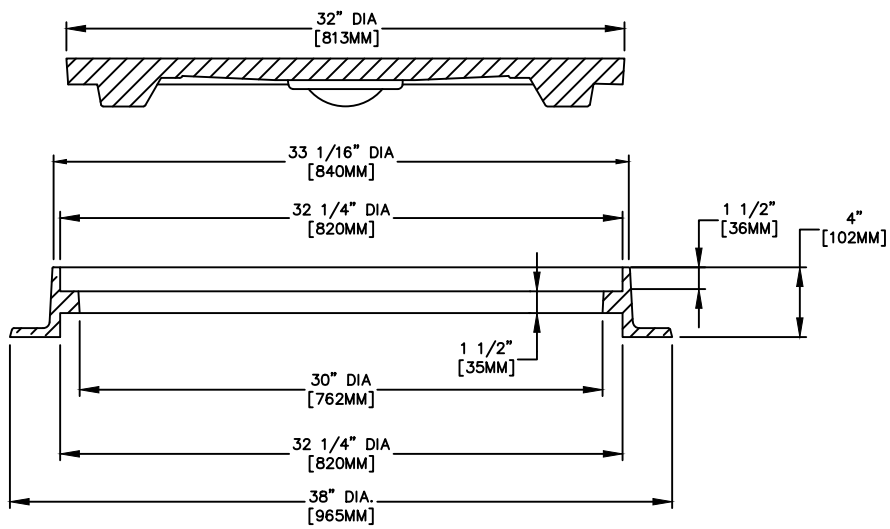 32” DIA
[813MM]
33 1/16” DIA
[840MM]
32 1/4” DIA
[820MM]
1 1/2”
[36MM]
4”
[102MM]
1 1/2”
[35MM]
30” DIA
[762MM]
32 1/4” DIA
[820MM]
38” DIA.
[965MM]